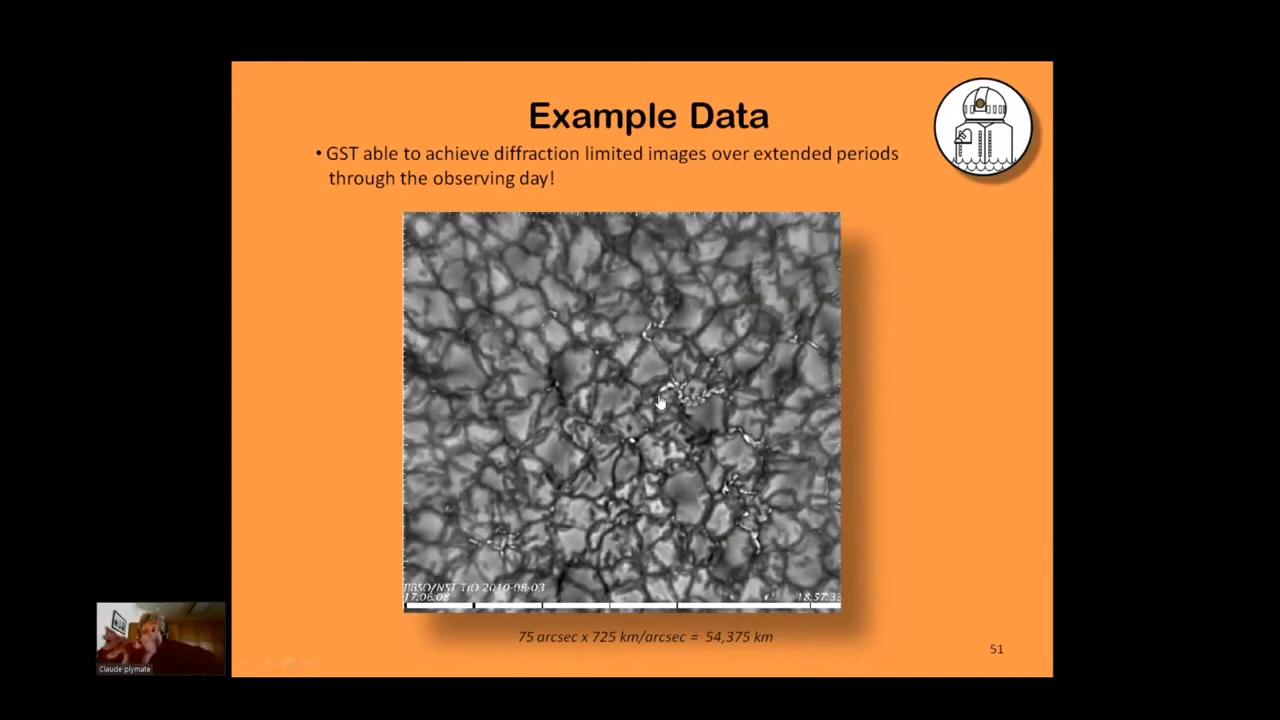 Example Data
• GST able to achieve diffraction limited images over extended periods
through the observing day!
BBSO/NST TiO 2010-08-03
17:06:08 18:57:33
75 arcsec x 725 km/arcsec = 54,375 km
51
Claude plymate